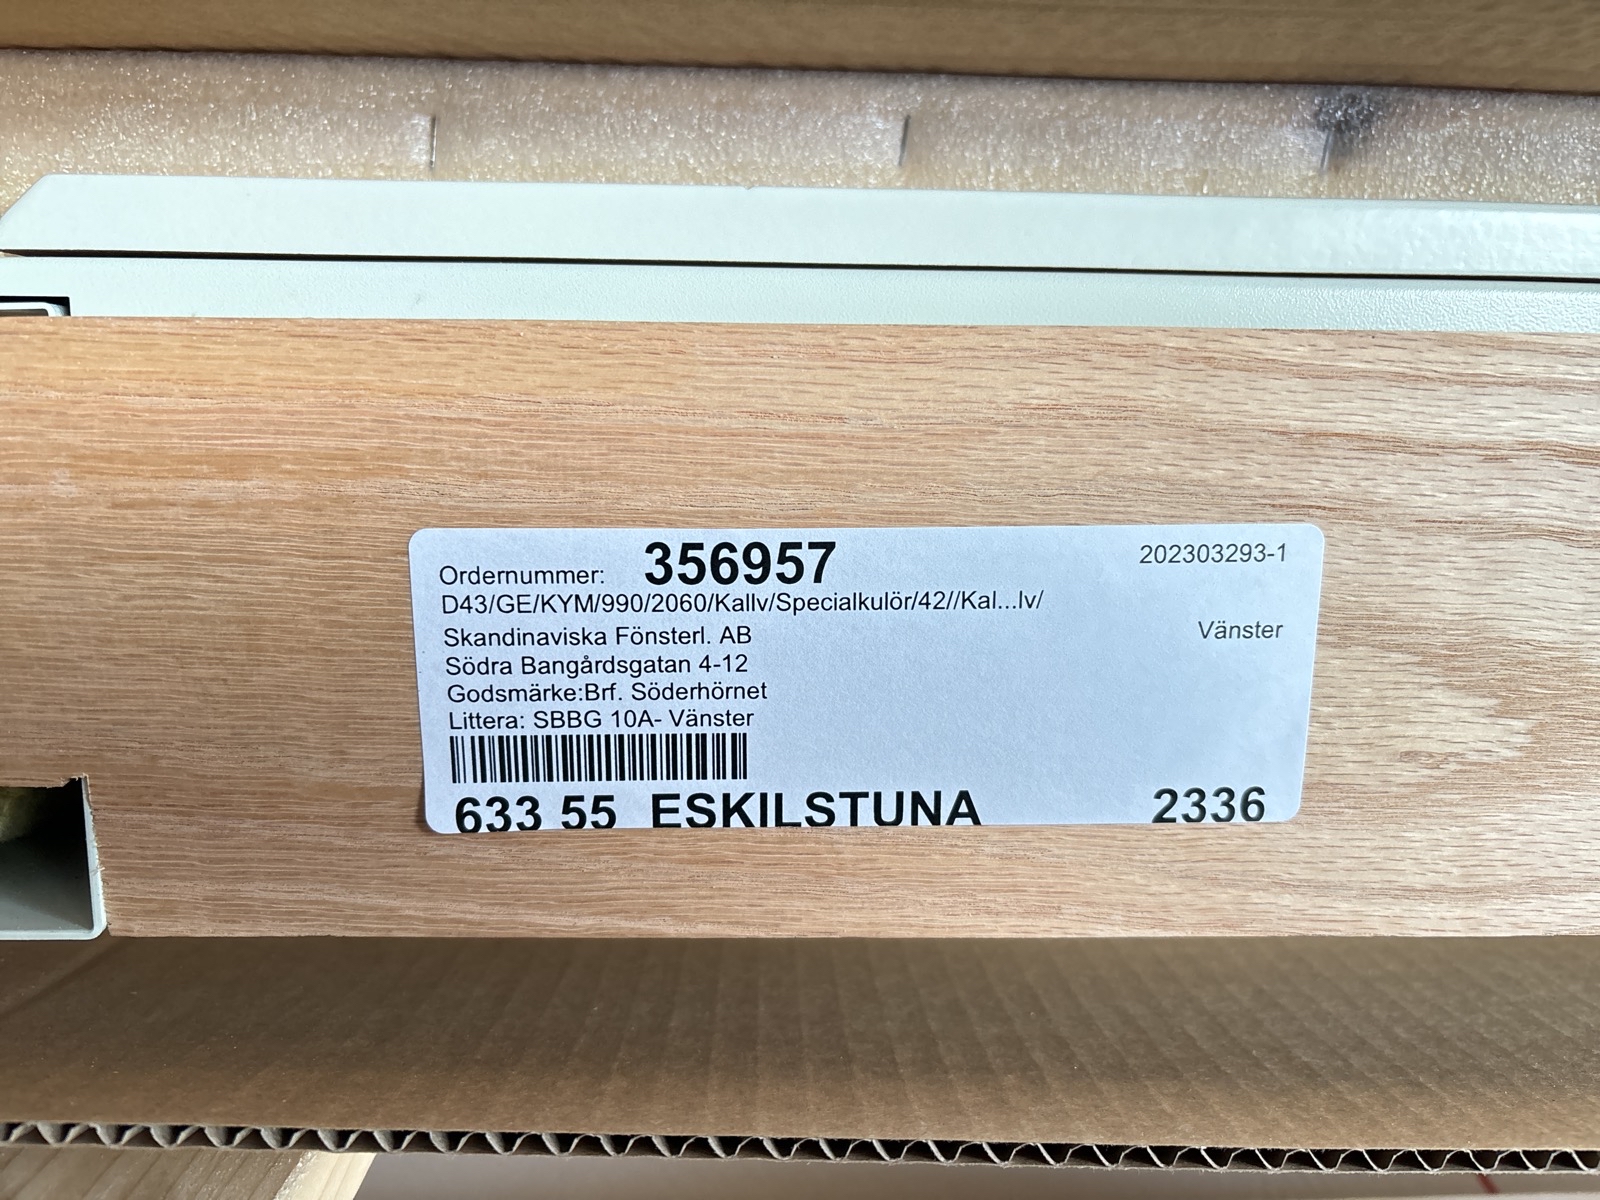 Ordernummer: 356957 202303293-1
D43/GE/KYM/990/2060/Kallv/Specialkulör/42//Kal...lv/
Skandinaviska Fönsterl. AB Vänster
Södra Bangårdsgatan 4-12
Godsmärke:Brf. Söderhörnet
Littera: SBBG 10A- Vänster
633 55 ESKILSTUNA 2336